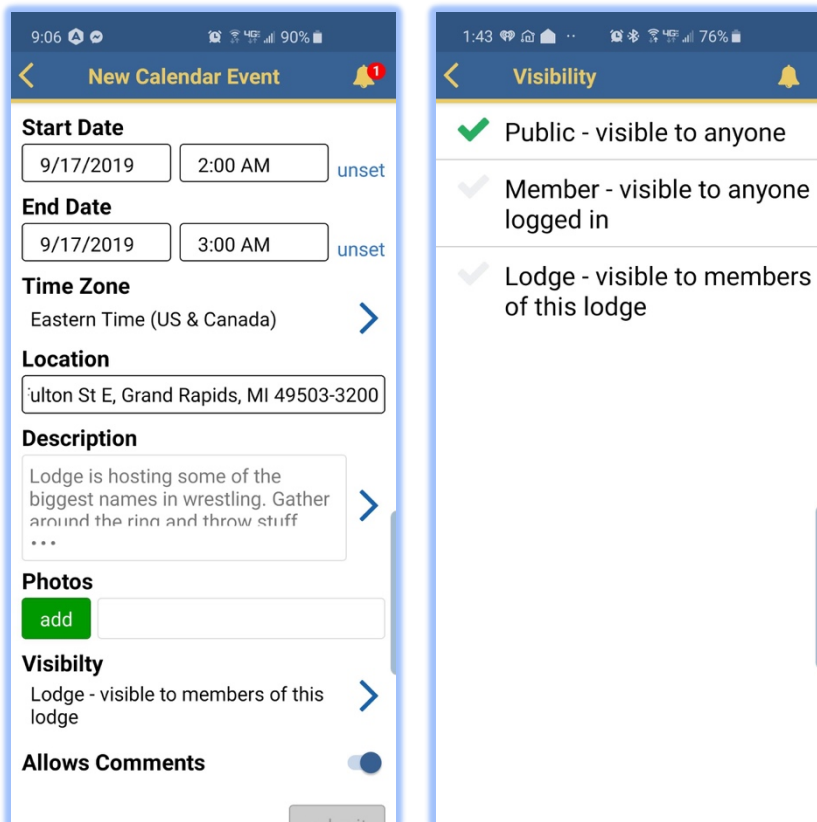 9:06
4GE
90%
New Calendar Event
1
Start Date
9/17/2019
2:00 AM
unset
End Date
9/17/2019
3:00 AM
unset
Time Zone
Eastern Time (US & Canada)
Location
ulton St E, Grand Rapids, MI 49503-3200
Description
Lodge is hosting some of the
biggest names in wrestling. Gather
around the ring and throw stuff
...
Photos
add
Visibilty
Lodge - visible to members of this
lodge
Allows Comments
1:43
4GE
76%
Visibility
Public - visible to anyone
Member - visible to anyone
logged in
Lodge - visible to members
of this lodge